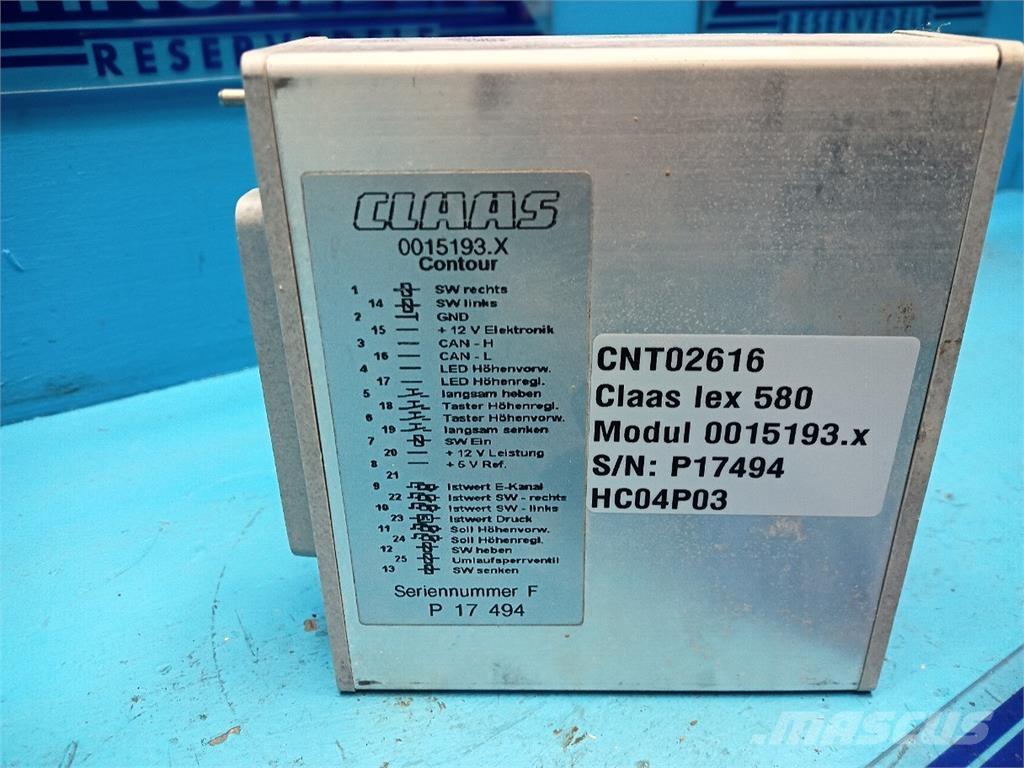 RESERVEDELE
CLAAS
0015193.X
Contour
1 SW rechts
14 SW links
2 GND
15 + 12 V Elektronik
3 CAN - H
16 CAN - L
4 LED Höhenvorw.
17 LED Höhenregl.
5 langsam heben
18 Taster Höhenregl.
6 Taster Höhenvorw.
19 langsam senken
7 SW Ein
20 + 12 V Leistung
8 + 5 V Ref.
21
9 Istwert E-Kanal
22 Istwert SW - rechts
10 Istwert SW - links
23 Istwert Druck
11 Soll Höhenvorw.
24 Soll Höhenregl.
12 SW heben
25 Umlaufsperrventil
13 SW senken
Seriennummer F
P 17 494
CNT02616
Claas lex 580
Modul 0015193.x
S/N: P17494
HC04P03
MASCUS